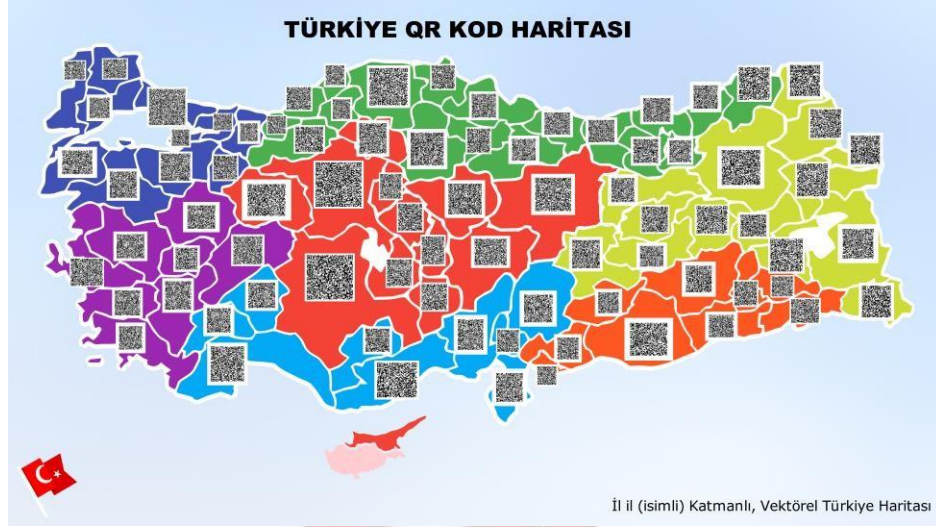 TÜRKİYE QR KOD HARİTASI
İl il (isimli) Katmanlı, Vektörel Türkiye Haritası